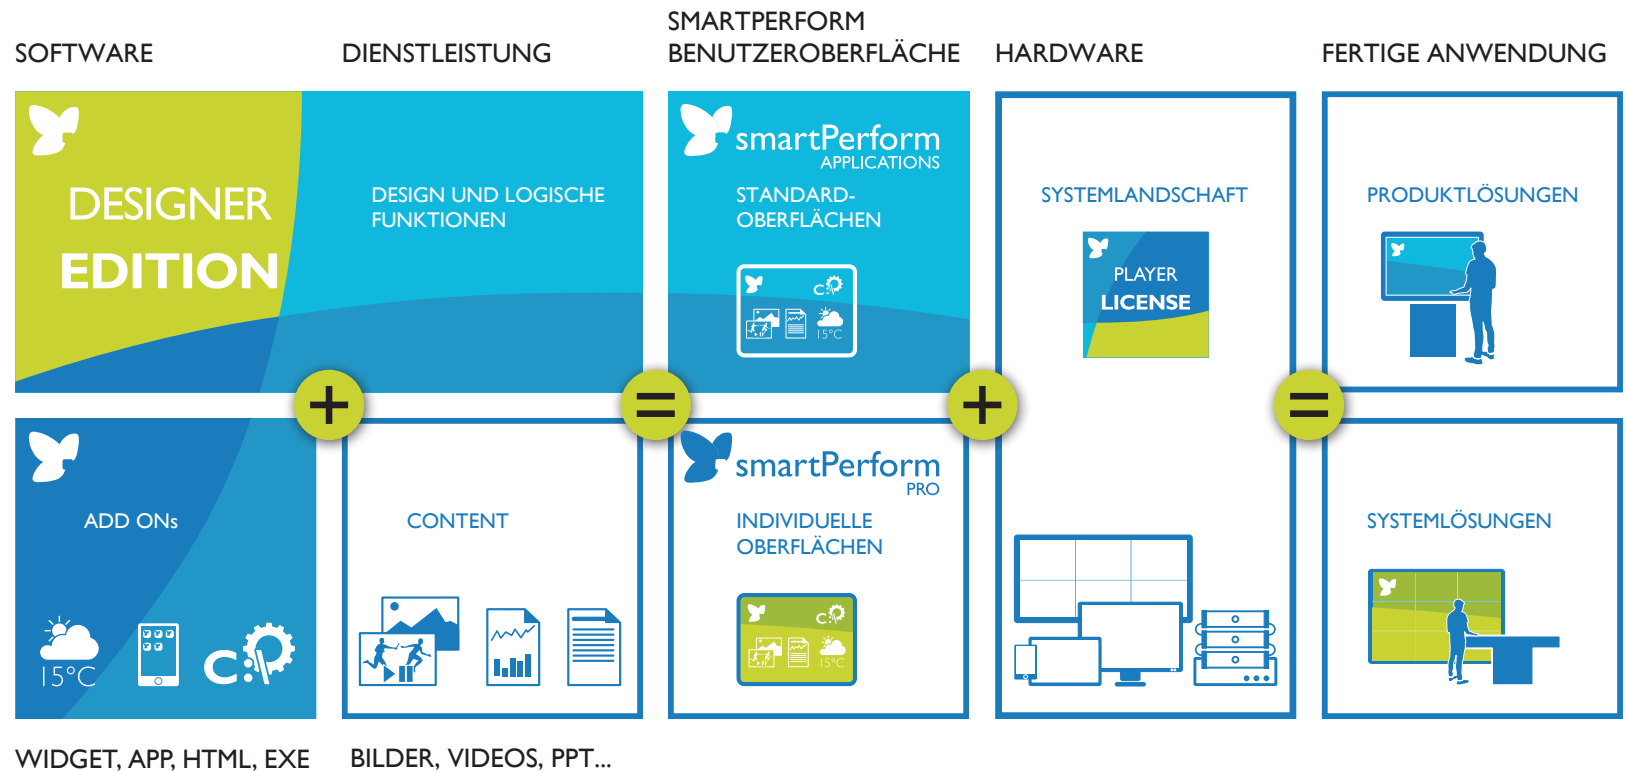 SOFTWARE
DIENSTLEISTUNG
SMARTPERFORM
BENUTZEROBERFLÄCHE
HARDWARE
FERTIGE ANWENDUNG
DESIGNER
EDITION
DESIGN UND LOGISCHE
FUNKTIONEN
smartPerform
APPLICATIONS
STANDARD-
OBERFLÄCHEN
c:\
15°C
SYSTEMLANDSCHAFT
PLAYER
LICENSE
PRODUKTLÖSUNGEN
+
=
+
=
ADD ONs
15°C
c:\
CONTENT
smartPerform
PRO
INDIVIDUELLE
OBERFLÄCHEN
c:\
15°C
SYSTEMLÖSUNGEN
WIDGET, APP, HTML, EXE
BILDER, VIDEOS, PPT...